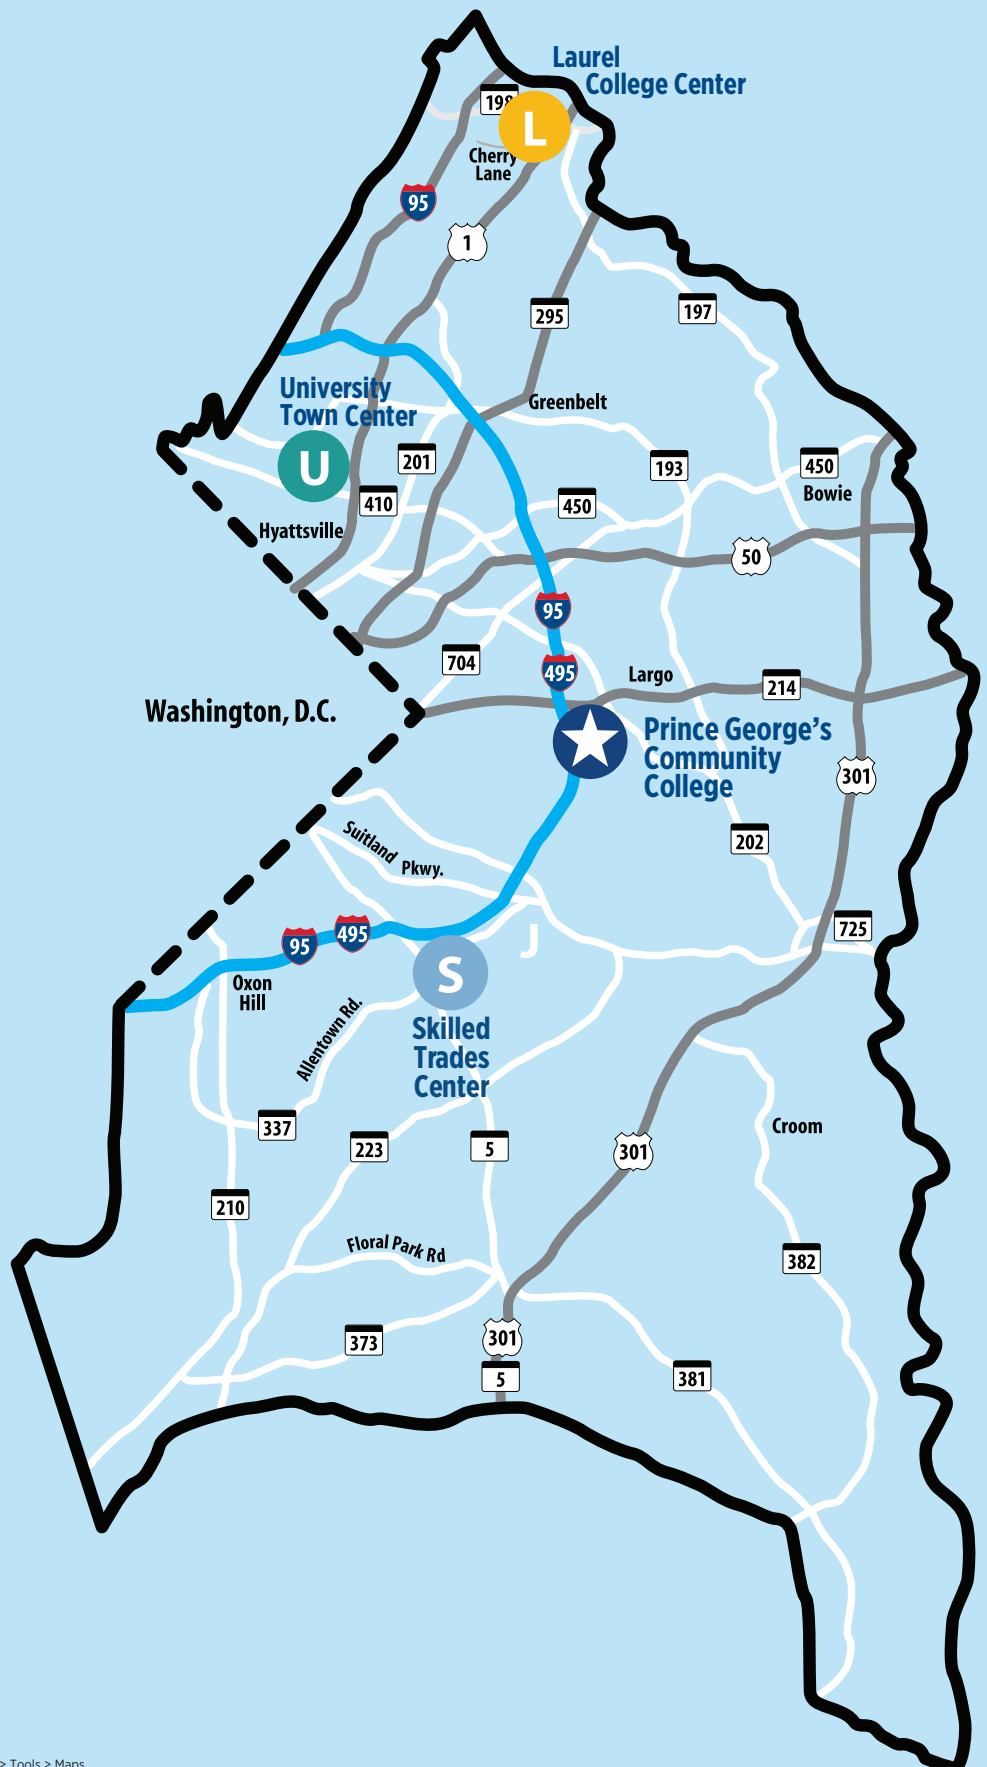 Laurel
College Center
198
L
Cherry
Lane
95
1
295
197
University
Town Center
Greenbelt
U
201
193
450
Bowie
410
450
Hyattsville
50
95
704
495
Largo
214
Washington, D.C.
Prince George's
Community
College
301
Suitland Pkwy.
202
725
95
495
J
S
Oxon
Hill
Allentown Rd.
Skilled
Trades
Center
337
223
5
301
Croom
210
Floral Park Rd
382
373
301
5
381
> Tools > Maps